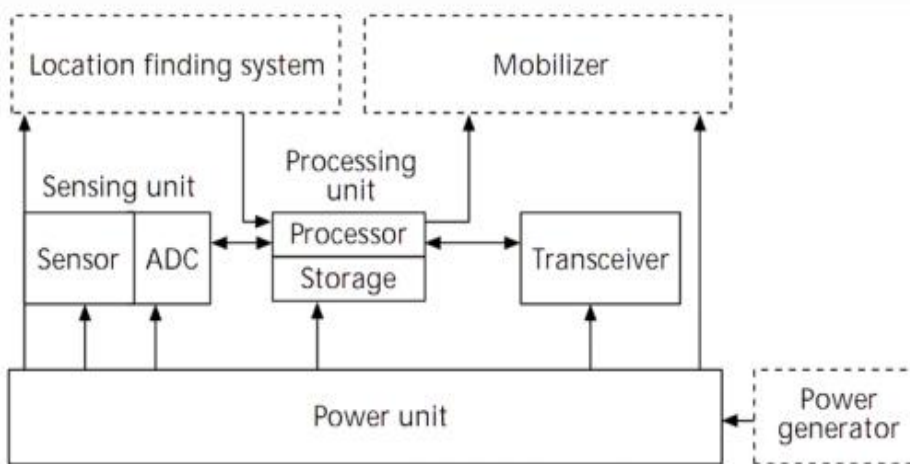 Location finding system
Mobilizer
Processing
unit
Sensing unit
Sensor
ADC
Processor
Storage
Transceiver
Power unit
Power
generator